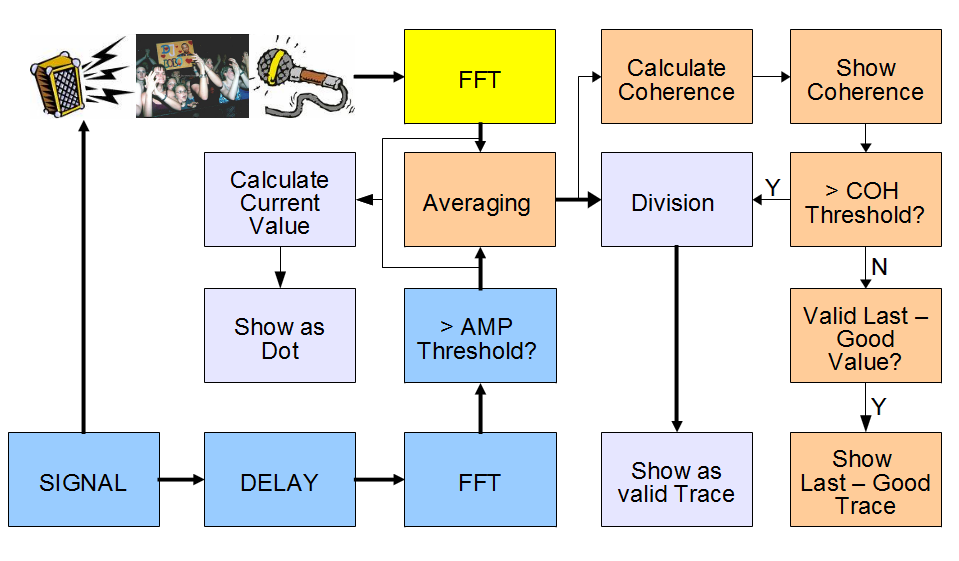 FFT
Calculate
Coherence
Show
Coherence
Calculate
Current
Value
Averaging
Division
Y
> COH
Threshold?
N
Show as
Dot
> AMP
Threshold?
Valid Last –
Good
Value?
Y
SIGNAL
DELAY
FFT
Show as
valid Trace
Show
Last – Good
Trace